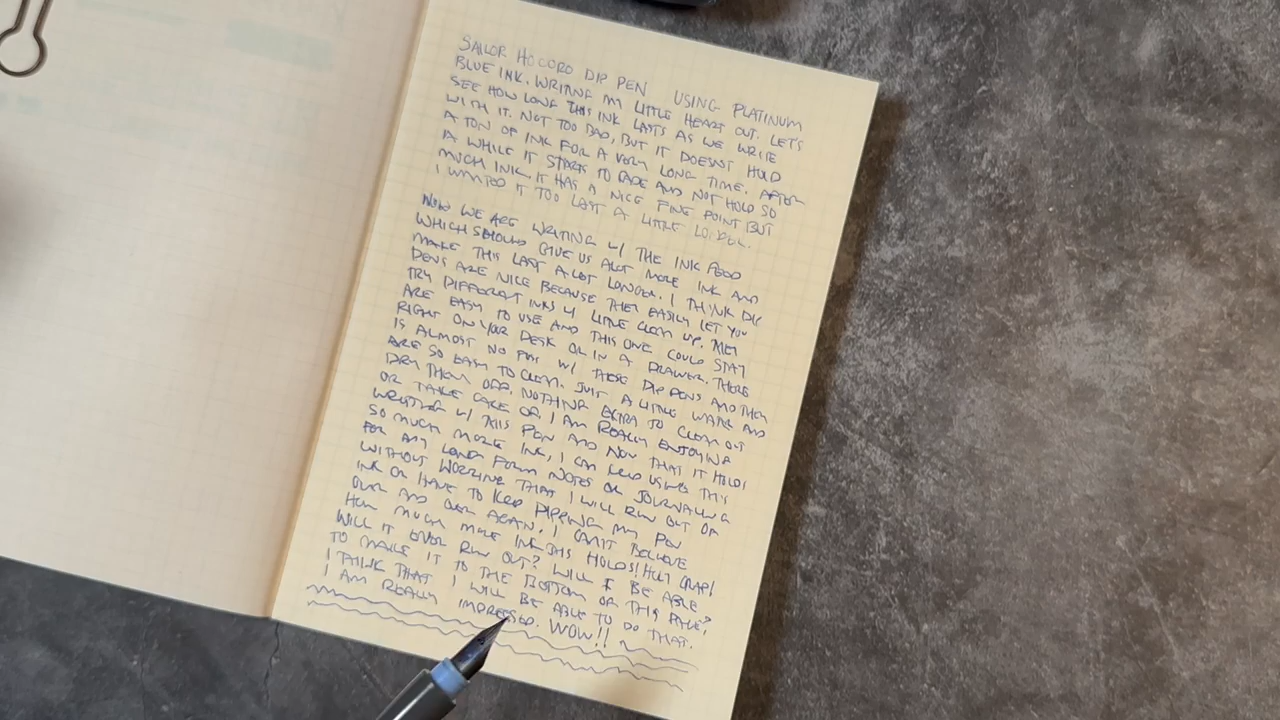 SAILOR HOCORO DIP PEN USING PLATINUM
BLUE INK. WRITING MY LITTLE HEART OUT. LET'S
SEE HOW LONG THIS INK LASTS AS WE WRITE
WITH IT. NOT TOO BAD, BUT IT DOESN'T HOLD
A TON OF INK FOR A VERY LONG TIME. AFTER
A WHILE IT STARTS TO FADE AND NOT HOLD SO
MUCH INK. IT HAS A NICE FINE POINT BUT
I WANTED IT TOO LAST A LITTLE LONGER.
NOW WE ARE WRITING W/ THE INK FEED
WHICH SHOULD GIVE US ALOT MORE INK AND
MAKE THIS LAST ALOT LONGER. I THINK DIP
PENS ARE NICE BECAUSE THEY EASILY LET YOU
TRY DIFFERENT INKS W/ LITTLE CLEAN UP. THEY
ARE EASY TO USE AND THIS ONE COULD STAY
RIGHT ON YOUR DESK OR IN A DRAWER. THERE
IS ALMOST NO FUSS W/ THESE DIP PENS AND THEY
ARE SO EASY TO CLEAN. JUST A LITTLE WATER AND
DRY THEM OFF. NOTHING EXTRA TO CLEAN OUT
OR TAKE CARE OF. I AM REALLY ENJOYING
WRITING W/ THIS PEN AND NOW THAT IT HOLDS
SO MUCH MORE INK, I CAN KEEP USING THIS
FOR ANY LONG FORM NOTES OR JOURNALING
WITHOUT WORRYING THAT I WILL RUN OUT OF
INK OR HAVE TO KEEP DIPPING MY PEN
OVER AND OVER AGAIN. I CAN'T BELIEVE
HOW MUCH MORE INK THIS HOLDS! HOLY CRAP!
WILL IT EVER RUN OUT? WILL I BE ABLE
TO MAKE IT TO THE BOTTOM OF THIS PAGE?
I THINK THAT I WILL BE ABLE TO DO THAT.
I AM REALLY IMPRESSED. WOW!!